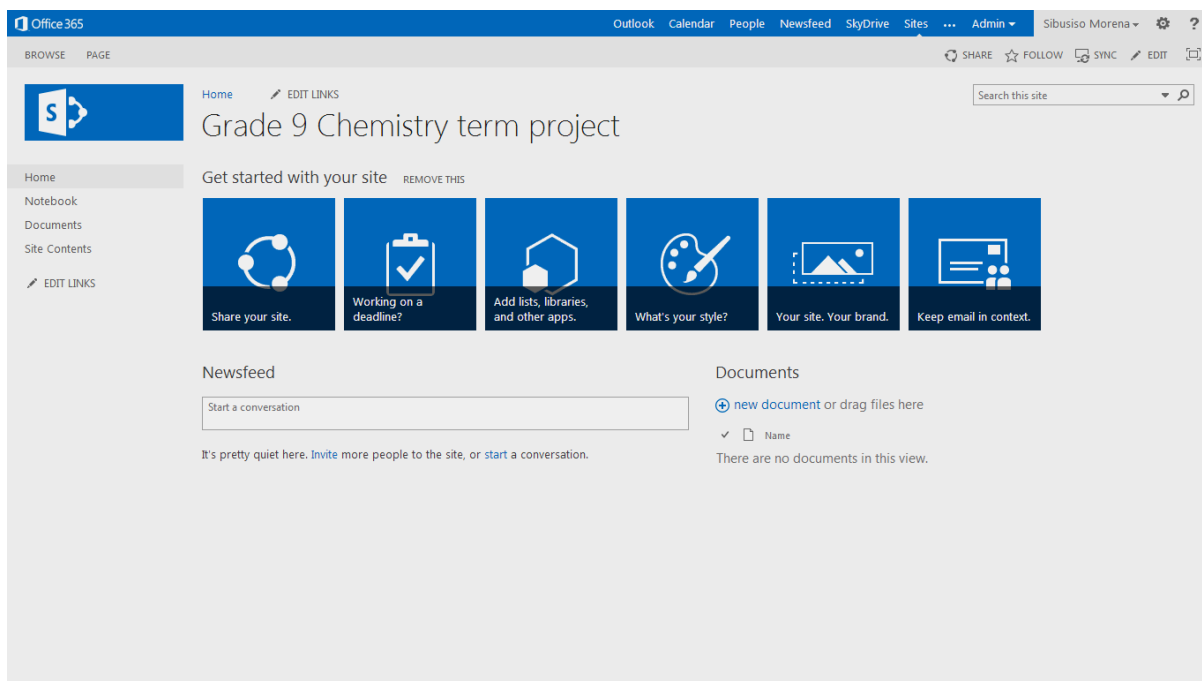 Office 365 Outlook Calendar People Newsfeed SkyDrive Sites ... Admin Sibusiso Morena ?
BROWSE PAGE SHARE FOLLOW SYNC EDIT
S
Home EDIT LINKS Search this site
Grade 9 Chemistry term project
Home
Notebook
Documents
Site Contents
EDIT LINKS
Get started with your site REMOVE THIS
Share your site.
Working on a
deadline?
Add lists, libraries,
and other apps.
What's your style?
Your site. Your brand.
Keep email in context.
Newsfeed
Start a conversation
It's pretty quiet here. Invite more people to the site, or start a conversation.
Documents
new document or drag files here
Name
There are no documents in this view.